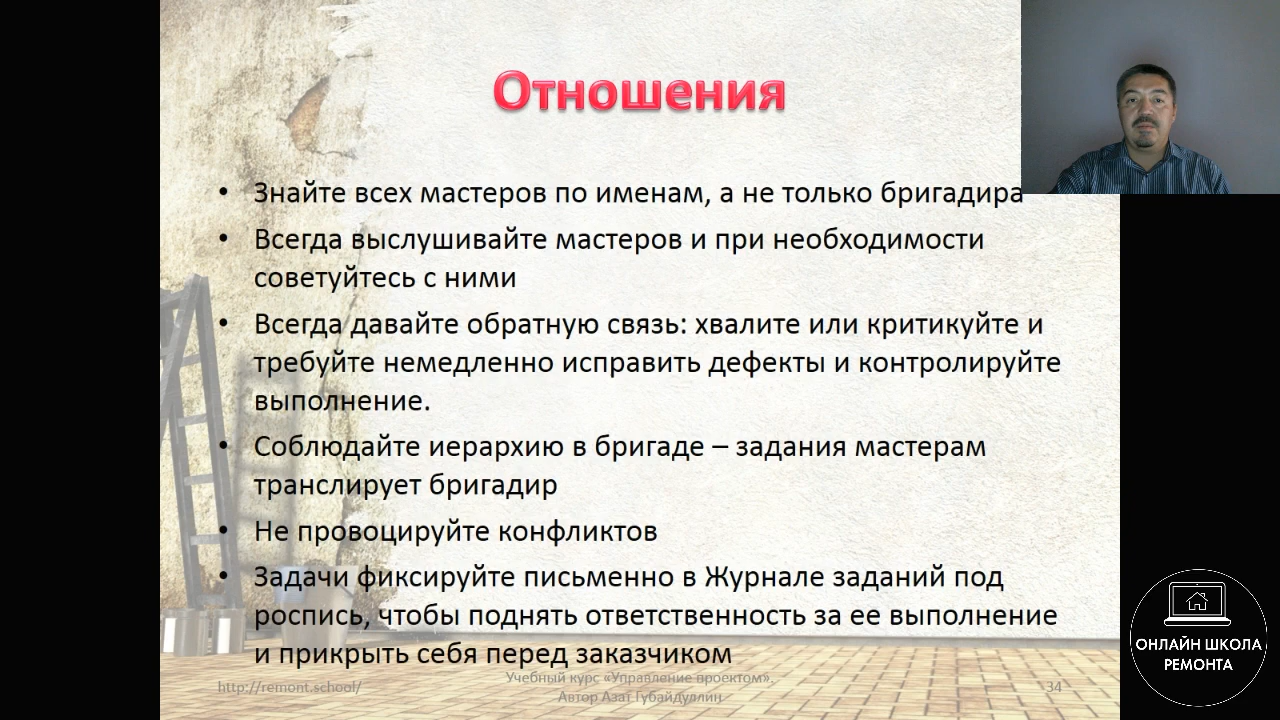 Отношения
• Знайте всех мастеров по именам, а не только бригадира
• Всегда выслушивайте мастеров и при необходимости
советуйтесь с ними
• Всегда давайте обратную связь: хвалите или критикуйте и
требуйте немедленно исправить дефекты и контролируйте
выполнение.
• Соблюдайте иерархию в бригаде – задания мастерам
транслирует бригадир
• Не провоцируйте конфликтов
• Задачи фиксируйте письменно в Журнале заданий под
роспись, чтобы поднять ответственность за ее выполнение
и прикрыть себя перед заказчиком
http://remont.school/
Учебный курс «Управление проектом».
Автор Азат Губайдуллин
34
ОНЛАЙН ШКОЛА
РЕМОНТА